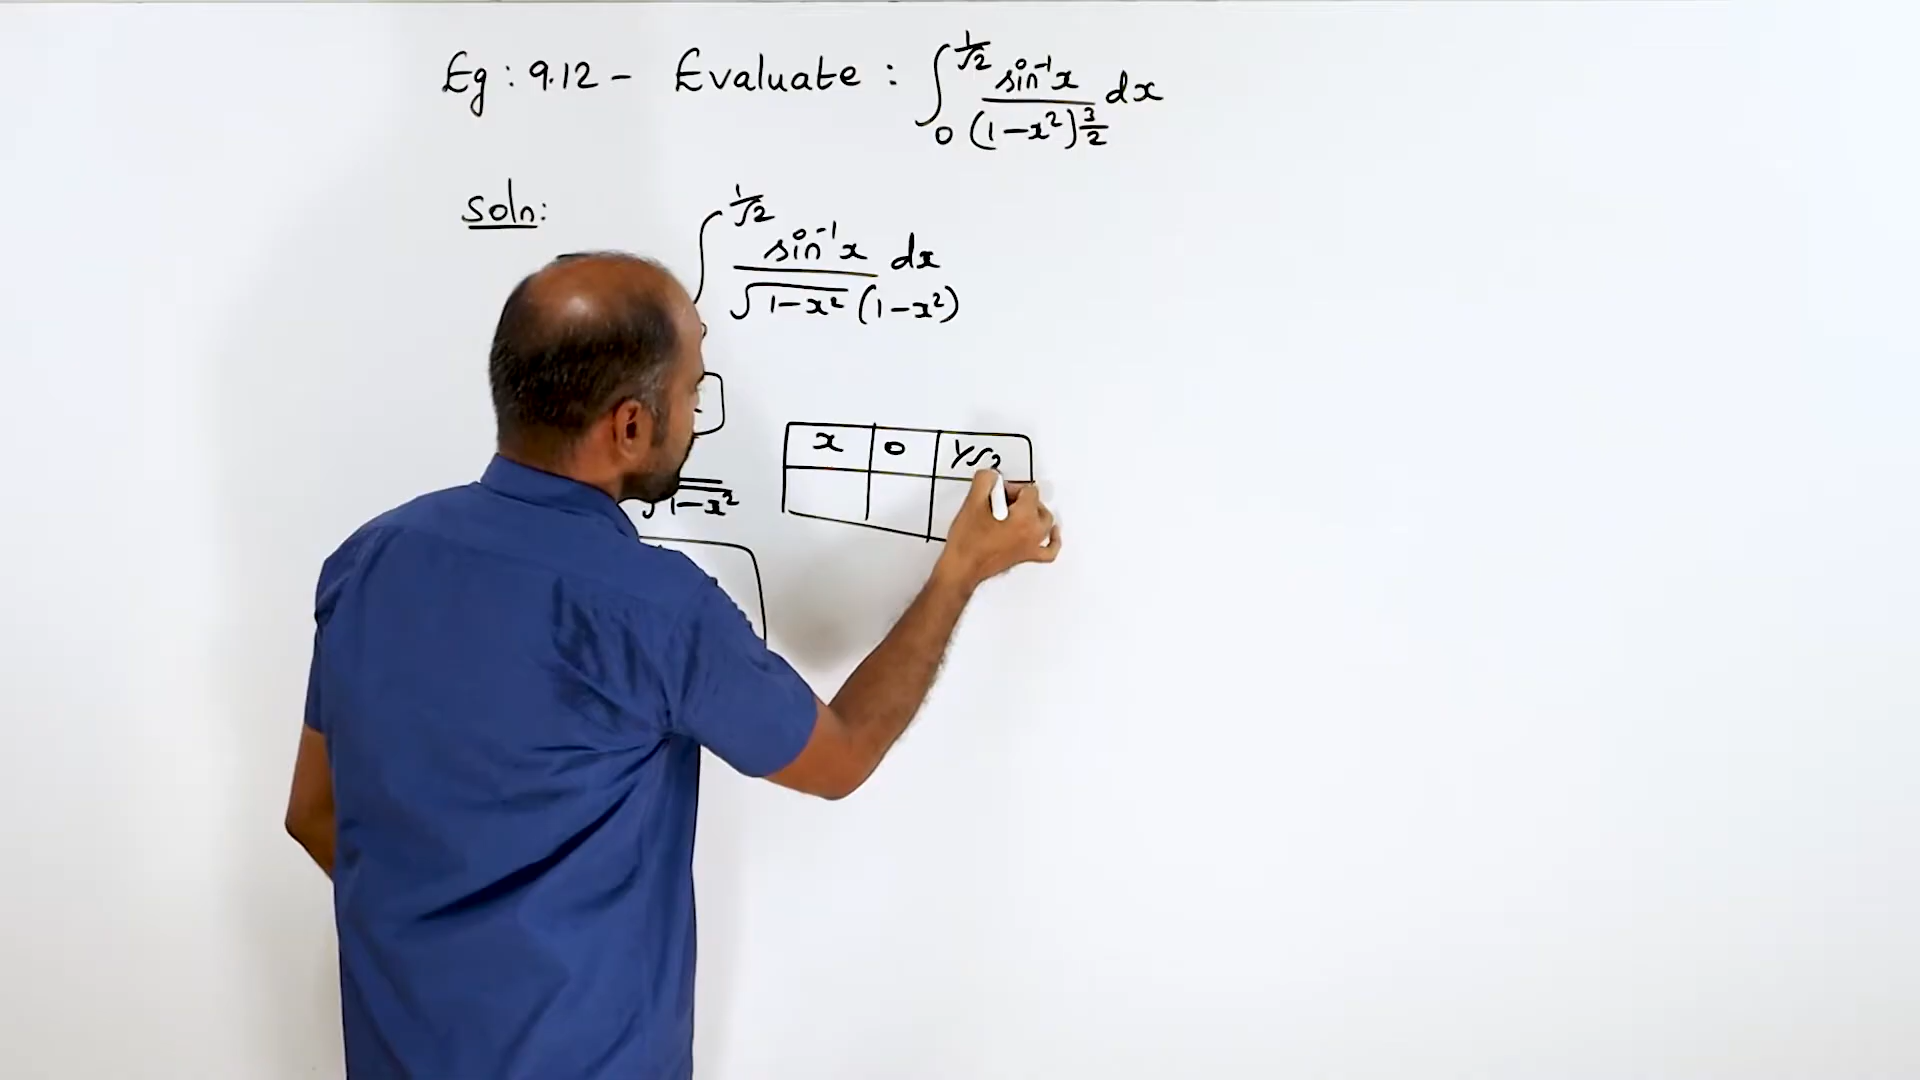 Eg : 9.12 - Evaluate : ∫₀^{1/√2} sin⁻¹x / (1-x²)^{3/2} dx
Soln:
∫^{1/√2} sin⁻¹x / √(1-x²) (1-x²) dx
x 0 1/√2
√(1-x²)